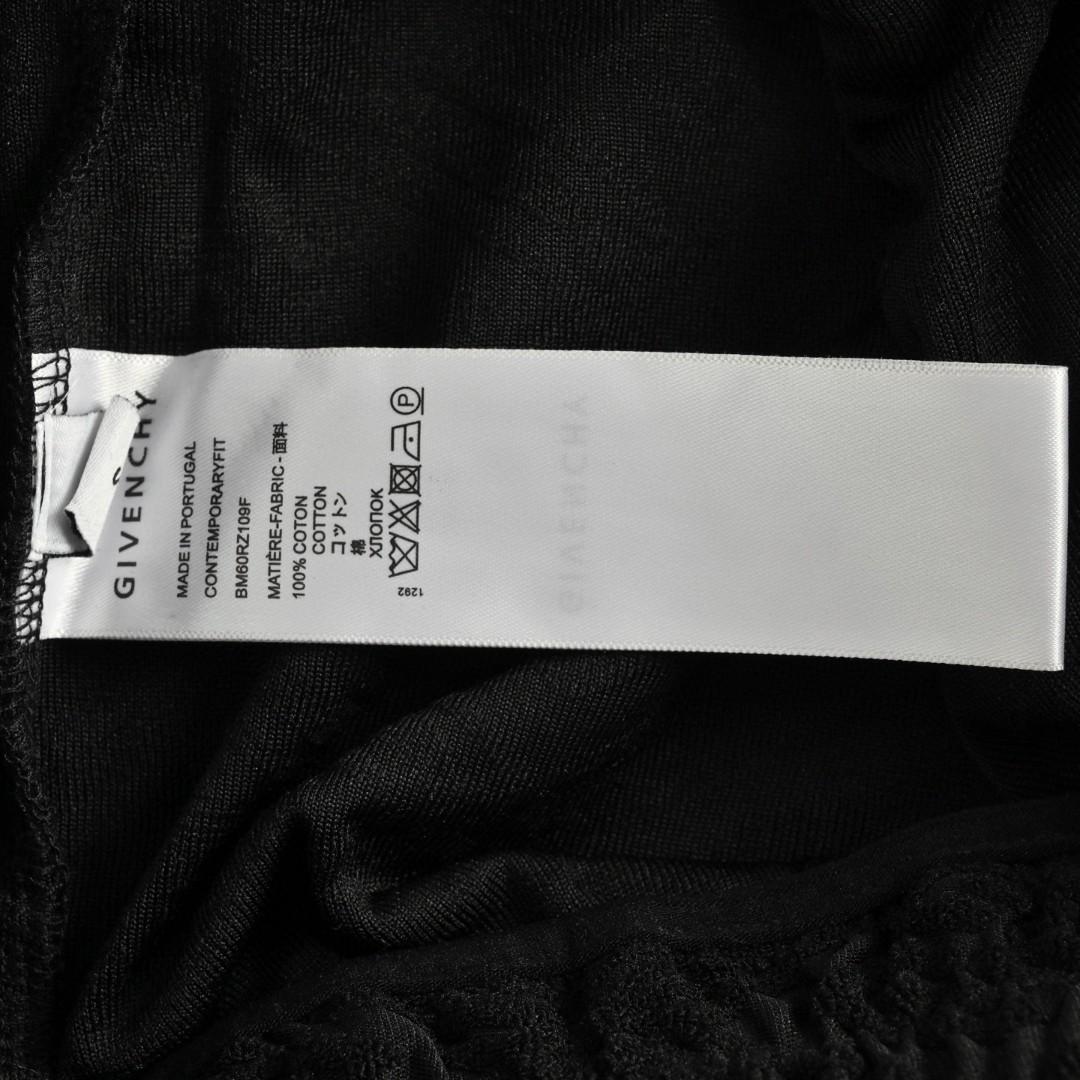 GIVENCHY
MADE IN PORTUGAL
CONTEMPORARYFIT
BM60RZ109F
MATIÈRE-FABRIC - 面料
100% COTON
COTTON
コットン
棉
ХЛОПОК
P
1292
GIVENCHY